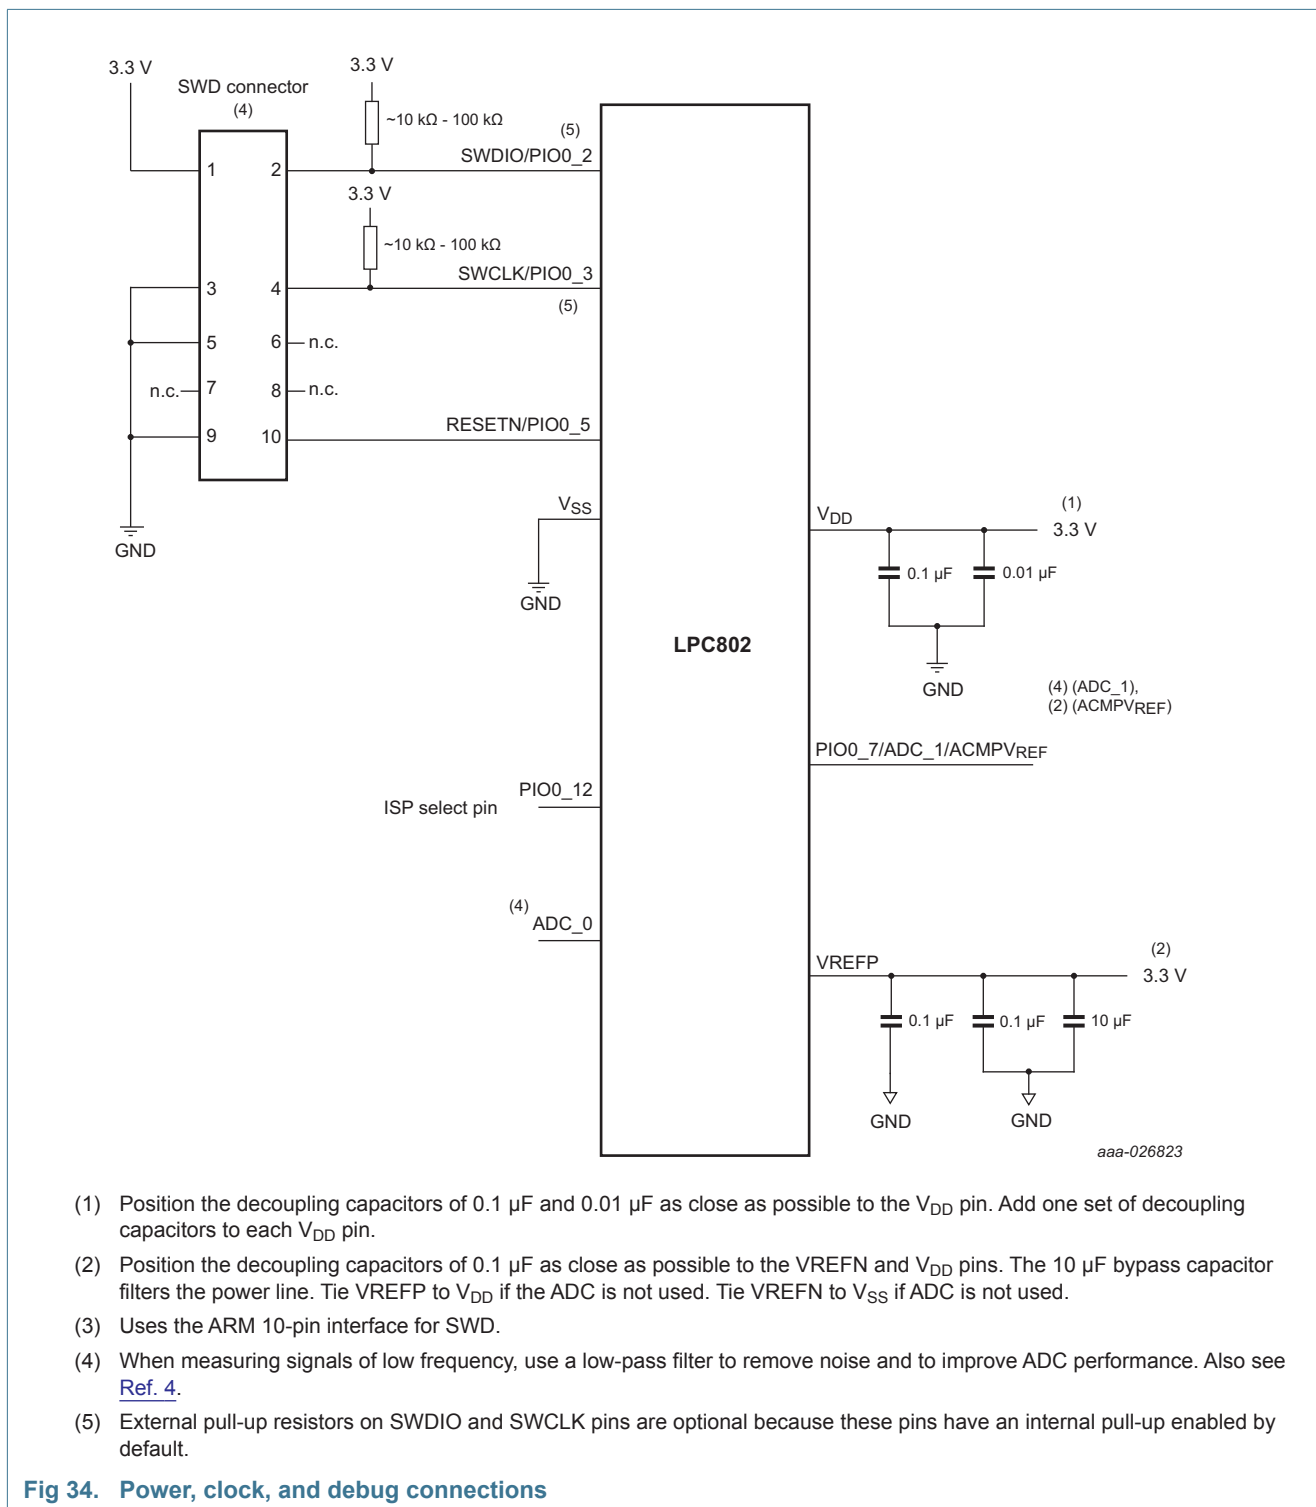 3.3 V
3.3 V
SWD connector
(4)
~10 kΩ - 100 kΩ
(5)
SWDIO/PIO0_2
1 2
3.3 V
~10 kΩ - 100 kΩ
SWCLK/PIO0_3
3 4
(5)
5 6 n.c.
n.c. 7 8 n.c.
RESETN/PIO0_5
9 10
VSS
VDD
(1)
3.3 V
GND
0.1 µF
0.01 µF
GND
LPC802
GND
(4) (ADC_1),
(2) (ACMPVREF)
PIO0_7/ADC_1/ACMPVREF
PIO0_12
ISP select pin
(4)
ADC_0
(2)
VREFP
3.3 V
0.1 µF
0.1 µF
10 µF
GND
GND
aaa-026823
(1) Position the decoupling capacitors of 0.1 µF and 0.01 µF as close as possible to the VDD pin. Add one set of decoupling
capacitors to each VDD pin.
(2) Position the decoupling capacitors of 0.1 µF as close as possible to the VREFN and VDD pins. The 10 µF bypass capacitor
filters the power line. Tie VREFP to VDD if the ADC is not used. Tie VREFN to VSS if ADC is not used.
(3) Uses the ARM 10-pin interface for SWD.
(4) When measuring signals of low frequency, use a low-pass filter to remove noise and to improve ADC performance. Also see
Ref. 4.
(5) External pull-up resistors on SWDIO and SWCLK pins are optional because these pins have an internal pull-up enabled by
default.
Fig 34. Power, clock, and debug connections